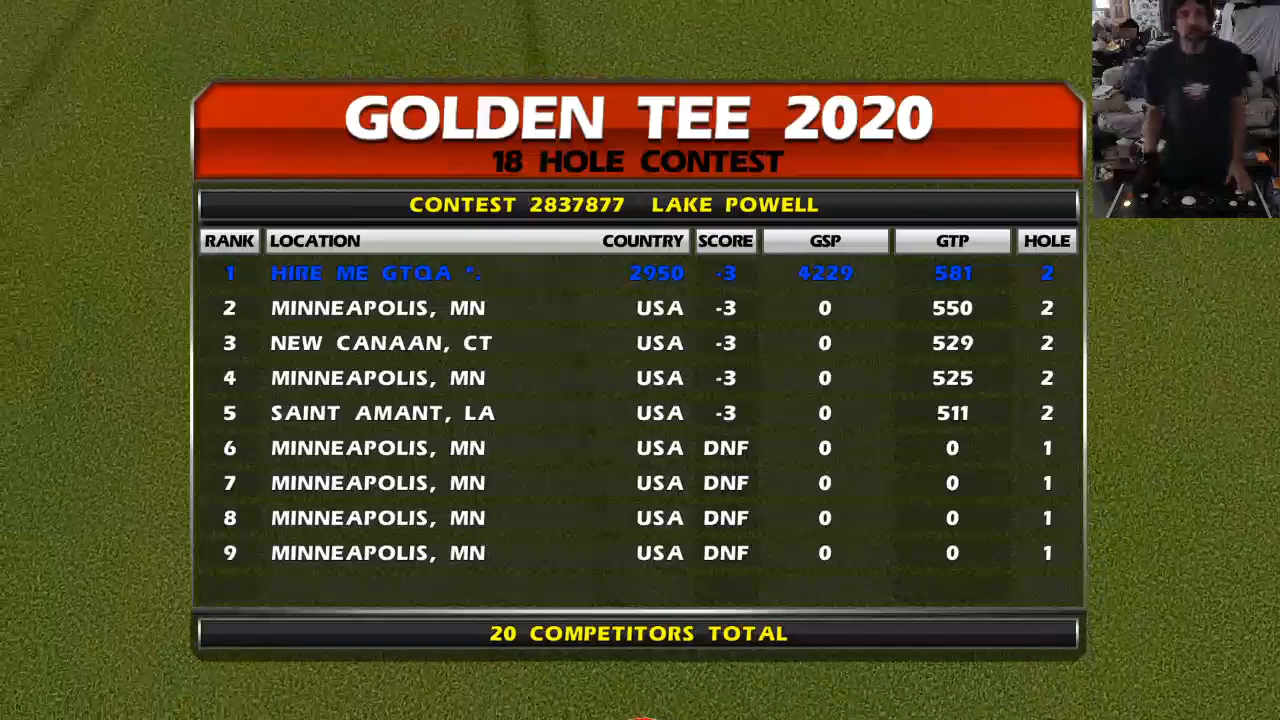 GOLDEN TEE 2020
18 HOLE CONTEST
CONTEST 2837877 LAKE POWELL
RANK LOCATION COUNTRY SCORE GSP GTP HOLE
1 HIRE ME GTQA *. 2950 -3 4229 581 2
2 MINNEAPOLIS, MN USA -3 0 550 2
3 NEW CANAAN, CT USA -3 0 529 2
4 MINNEAPOLIS, MN USA -3 0 525 2
5 SAINT AMANT, LA USA -3 0 511 2
6 MINNEAPOLIS, MN USA DNF 0 0 1
7 MINNEAPOLIS, MN USA DNF 0 0 1
8 MINNEAPOLIS, MN USA DNF 0 0 1
9 MINNEAPOLIS, MN USA DNF 0 0 1
20 COMPETITORS TOTAL